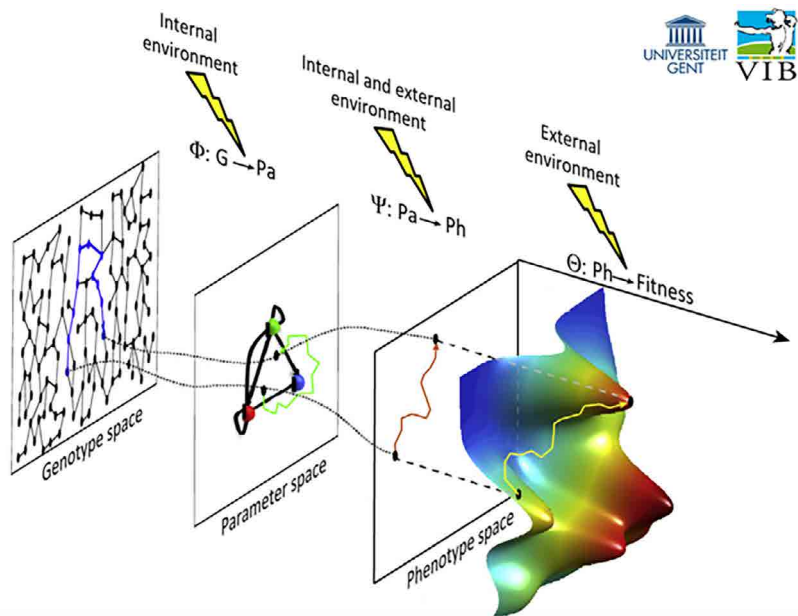 Internal
environment
Φ: G → Pa
Internal and external
environment
Ψ: Pa → Ph
External
environment
Θ: Ph → Fitness
UNIVERSITEIT
GENT
VIB
Genotype space
Parameter space
Phenotype space